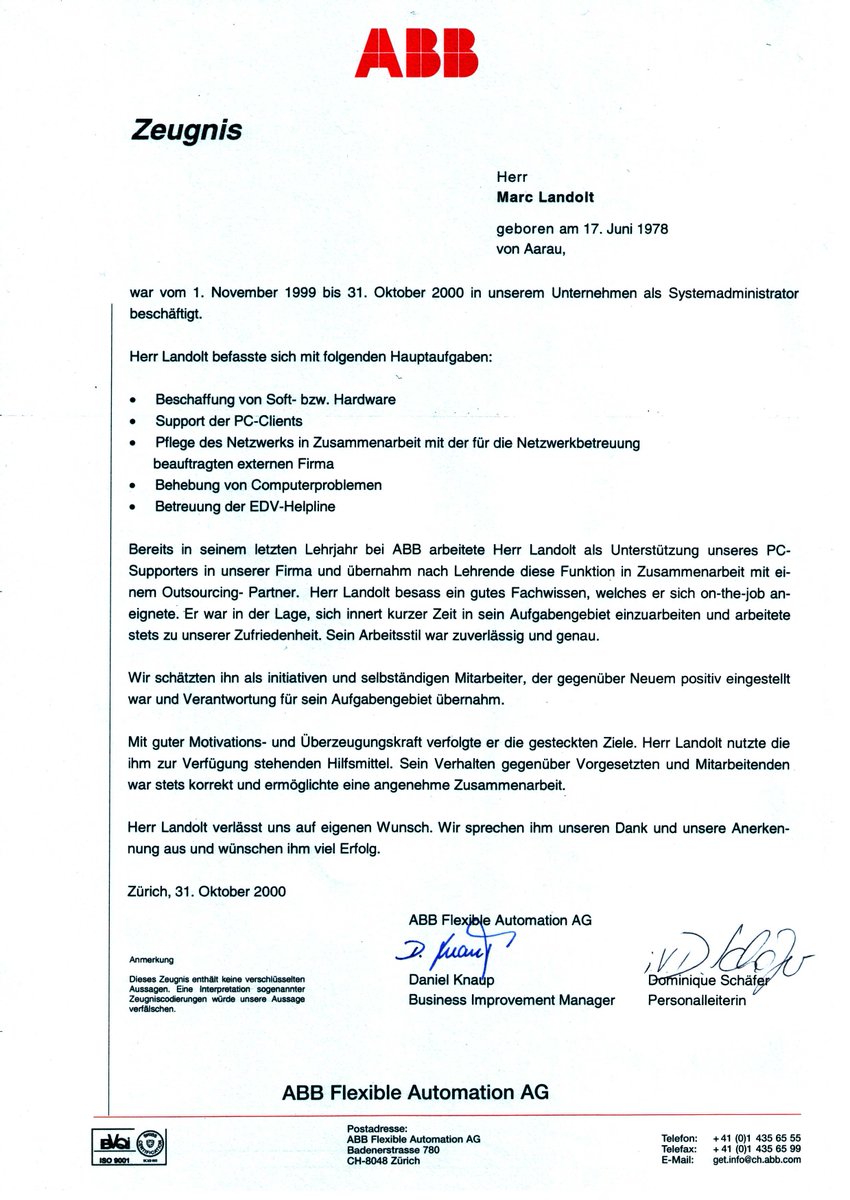 ABB
Zeugnis
Herr
Marc Landolt
geboren am 17. Juni 1978
von Aarau,
war vom 1. November 1999 bis 31. Oktober 2000 in unserem Unternehmen als Systemadministrator
beschäftigt.
Herr Landolt befasste sich mit folgenden Hauptaufgaben:
• Beschaffung von Soft- bzw. Hardware
• Support der PC-Clients
• Pflege des Netzwerks in Zusammenarbeit mit der für die Netzwerkbetreuung
beauftragten externen Firma
• Behebung von Computerproblemen
• Betreuung der EDV-Helpline
Bereits in seinem letzten Lehrjahr bei ABB arbeitete Herr Landolt als Unterstützung unseres PC-
Supporters in unserer Firma und übernahm nach Lehrende diese Funktion in Zusammenarbeit mit ei-
nem Outsourcing- Partner. Herr Landolt besass ein gutes Fachwissen, welches er sich on-the-job an-
eignete. Er war in der Lage, sich innert kurzer Zeit in sein Aufgabengebiet einzuarbeiten und arbeitete
stets zu unserer Zufriedenheit. Sein Arbeitsstil war zuverlässig und genau.
Wir schätzten ihn als initiativen und selbständigen Mitarbeiter, der gegenüber Neuem positiv eingestellt
war und Verantwortung für sein Aufgabengebiet übernahm.
Mit guter Motivations- und Überzeugungskraft verfolgte er die gesteckten Ziele. Herr Landolt nutzte die
ihm zur Verfügung stehenden Hilfsmittel. Sein Verhalten gegenüber Vorgesetzten und Mitarbeitenden
war stets korrekt und ermöglichte eine angenehme Zusammenarbeit.
Herr Landolt verlässt uns auf eigenen Wunsch. Wir sprechen ihm unseren Dank und unsere Anerken-
nung aus und wünschen ihm viel Erfolg.
Zürich, 31. Oktober 2000
ABB Flexible Automation AG
D. Knaup
iV D. Schäfer
Daniel Knaup
Business Improvement Manager
Dominique Schäfer
Personalleiterin
Anmerkung
Dieses Zeugnis enthält keine verschlüsselten
Aussagen. Eine Interpretation sogenannter
Zeugniscodierungen würde unsere Aussage
verfälschen.
ABB Flexible Automation AG
BVQI
ISO 9001
Postadresse:
ABB Flexible Automation AG
Badenerstrasse 780
CH-8048 Zürich
Telefon: +41 (0)1 435 65 55
Telefax: +41 (0)1 435 65 99
E-Mail: get.info@ch.abb.com